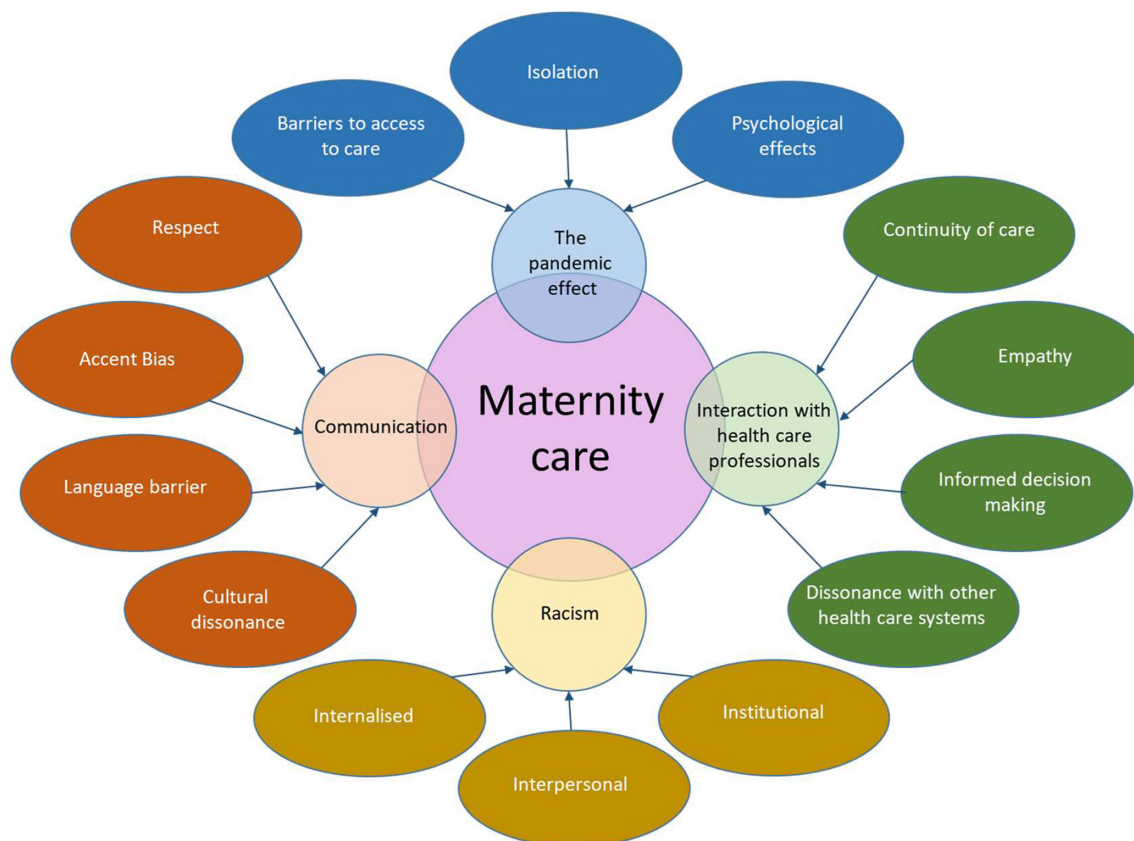 Isolation
Barriers to access
to care
Psychological
effects
Respect
The
pandemic
effect
Continuity of care
Accent Bias
Empathy
Maternity
care
Communication
Interaction with
health care
professionals
Language barrier
Informed decision
making
Cultural
dissonance
Racism
Dissonance with other
health care systems
Internalised
Institutional
Interpersonal